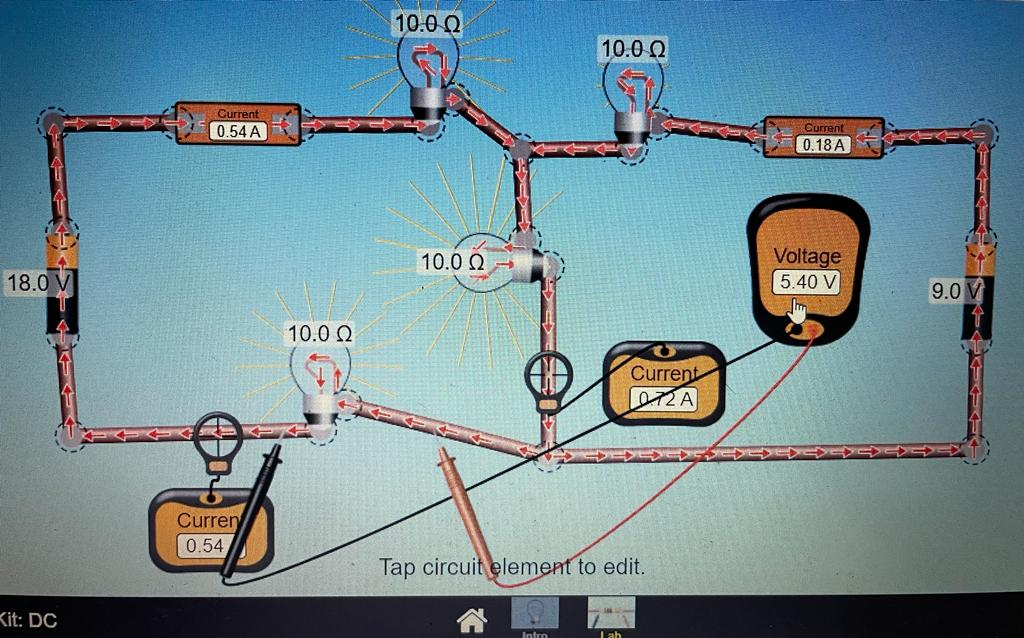 10.0 Ω
10.0 Ω
Current
0.54 A
Current
0.18 A
10.0 Ω
Voltage
5.40 V
18.0 V
9.0 V
10.0 Ω
Current
0.72 A
Curren
0.54
Tap circuit element to edit.
Kit: DC
Intro
Lab